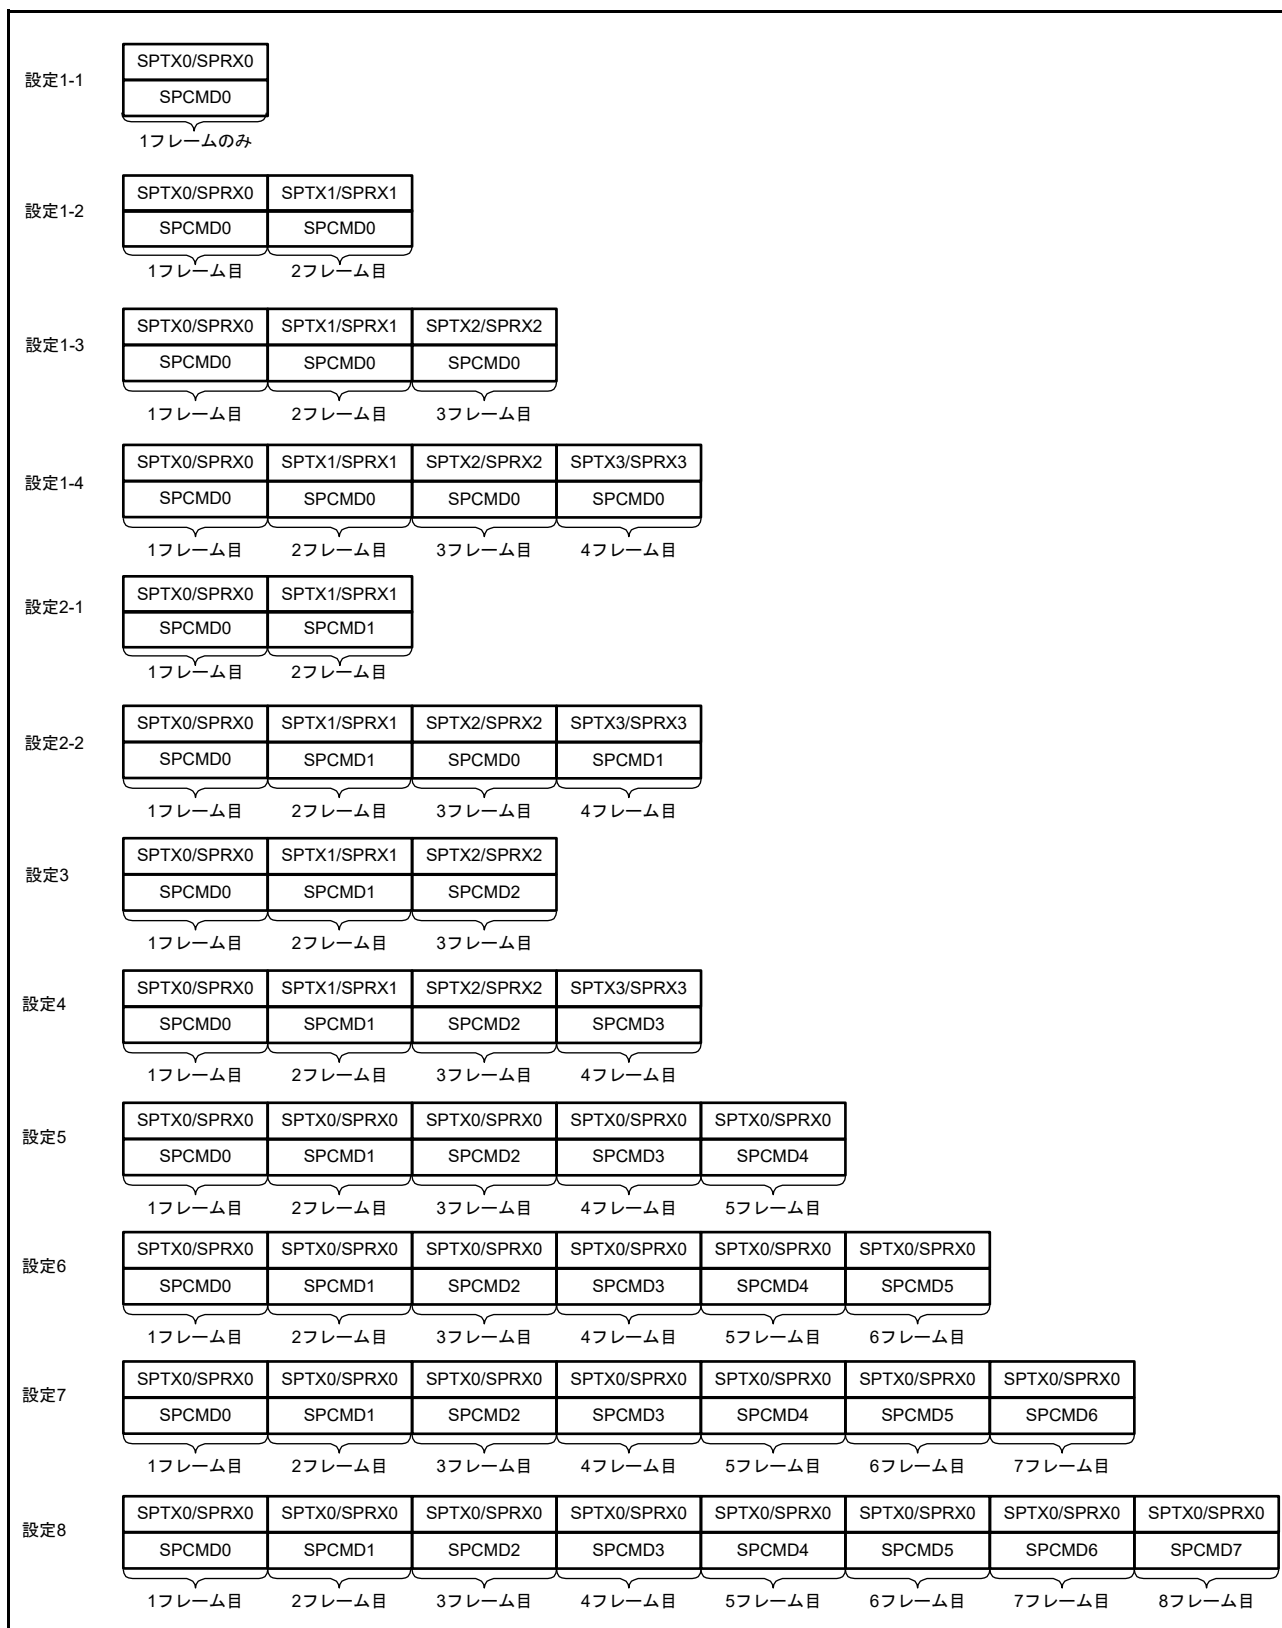 設定1-1
SPTX0/SPRX0
SPCMD0
1フレームのみ
設定1-2
SPTX0/SPRX0 SPTX1/SPRX1
SPCMD0 SPCMD0
1フレーム目 2フレーム目
設定1-3
SPTX0/SPRX0 SPTX1/SPRX1 SPTX2/SPRX2
SPCMD0 SPCMD0 SPCMD0
1フレーム目 2フレーム目 3フレーム目
設定1-4
SPTX0/SPRX0 SPTX1/SPRX1 SPTX2/SPRX2 SPTX3/SPRX3
SPCMD0 SPCMD0 SPCMD0 SPCMD0
1フレーム目 2フレーム目 3フレーム目 4フレーム目
設定2-1
SPTX0/SPRX0 SPTX1/SPRX1
SPCMD0 SPCMD1
1フレーム目 2フレーム目
設定2-2
SPTX0/SPRX0 SPTX1/SPRX1 SPTX2/SPRX2 SPTX3/SPRX3
SPCMD0 SPCMD1 SPCMD0 SPCMD1
1フレーム目 2フレーム目 3フレーム目 4フレーム目
設定3
SPTX0/SPRX0 SPTX1/SPRX1 SPTX2/SPRX2
SPCMD0 SPCMD1 SPCMD2
1フレーム目 2フレーム目 3フレーム目
設定4
SPTX0/SPRX0 SPTX1/SPRX1 SPTX2/SPRX2 SPTX3/SPRX3
SPCMD0 SPCMD1 SPCMD2 SPCMD3
1フレーム目 2フレーム目 3フレーム目 4フレーム目
設定5
SPTX0/SPRX0 SPTX0/SPRX0 SPTX0/SPRX0 SPTX0/SPRX0 SPTX0/SPRX0
SPCMD0 SPCMD1 SPCMD2 SPCMD3 SPCMD4
1フレーム目 2フレーム目 3フレーム目 4フレーム目 5フレーム目
設定6
SPTX0/SPRX0 SPTX0/SPRX0 SPTX0/SPRX0 SPTX0/SPRX0 SPTX0/SPRX0 SPTX0/SPRX0
SPCMD0 SPCMD1 SPCMD2 SPCMD3 SPCMD4 SPCMD5
1フレーム目 2フレーム目 3フレーム目 4フレーム目 5フレーム目 6フレーム目
設定7
SPTX0/SPRX0 SPTX0/SPRX0 SPTX0/SPRX0 SPTX0/SPRX0 SPTX0/SPRX0 SPTX0/SPRX0 SPTX0/SPRX0
SPCMD0 SPCMD1 SPCMD2 SPCMD3 SPCMD4 SPCMD5 SPCMD6
1フレーム目 2フレーム目 3フレーム目 4フレーム目 5フレーム目 6フレーム目 7フレーム目
設定8
SPTX0/SPRX0 SPTX0/SPRX0 SPTX0/SPRX0 SPTX0/SPRX0 SPTX0/SPRX0 SPTX0/SPRX0 SPTX0/SPRX0 SPTX0/SPRX0
SPCMD0 SPCMD1 SPCMD2 SPCMD3 SPCMD4 SPCMD5 SPCMD6 SPCMD7
1フレーム目 2フレーム目 3フレーム目 4フレーム目 5フレーム目 6フレーム目 7フレーム目 8フレーム目